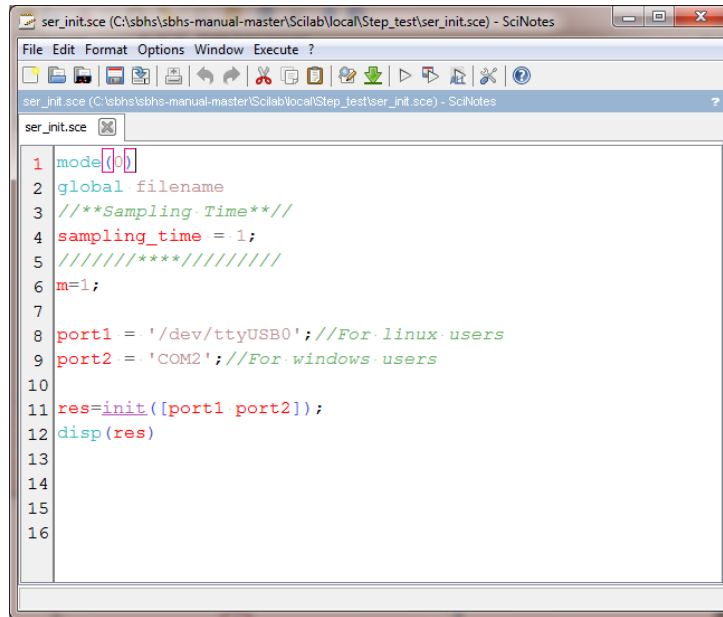 ser_init.sce (C:\sbhs\sbhs-manual-master\Scilab\local\Step_test\ser_init.sce) - SciNotes
File Edit Format Options Window Execute ?
ser_init.sce (C:\sbhs\sbhs-manual-master\Scilab\local\Step_test\ser_init.sce) - SciNotes ?
ser_init.sce
1 mode(0)
2 global filename
3 //**Sampling Time**//
4 sampling_time = 1;
5 ///////****/////////
6 m=1;
7
8 port1 = '/dev/ttyUSB0';//For linux users
9 port2 = 'COM2';//For windows users
10
11 res=init([port1 port2]);
12 disp(res)
13
14
15
16